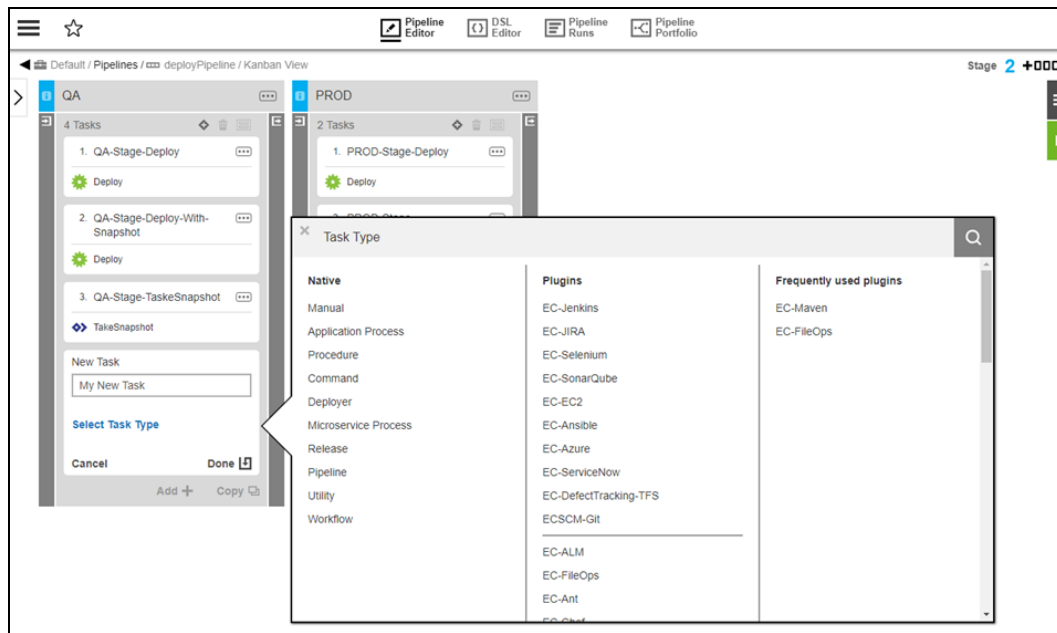 Pipeline Editor
DSL Editor
Pipeline Runs
Pipeline Portfolio
Default / Pipelines / deployPipeline / Kanban View
Stage 2
QA
4 Tasks
1. QA-Stage-Deploy
Deploy
2. QA-Stage-Deploy-With-
Snapshot
Deploy
3. QA-Stage-TaskeSnapshot
TakeSnapshot
New Task
My New Task
Select Task Type
Cancel
Done
Add
Copy
PROD
2 Tasks
1. PROD-Stage-Deploy
Deploy
Task Type
Native
Manual
Application Process
Procedure
Command
Deployer
Microservice Process
Release
Pipeline
Utility
Workflow
Plugins
EC-Jenkins
EC-JIRA
EC-Selenium
EC-SonarQube
EC-EC2
EC-Ansible
EC-Azure
EC-ServiceNow
EC-DefectTracking-TFS
ECSCM-Git
EC-ALM
EC-FileOps
EC-Ant
Frequently used plugins
EC-Maven
EC-FileOps